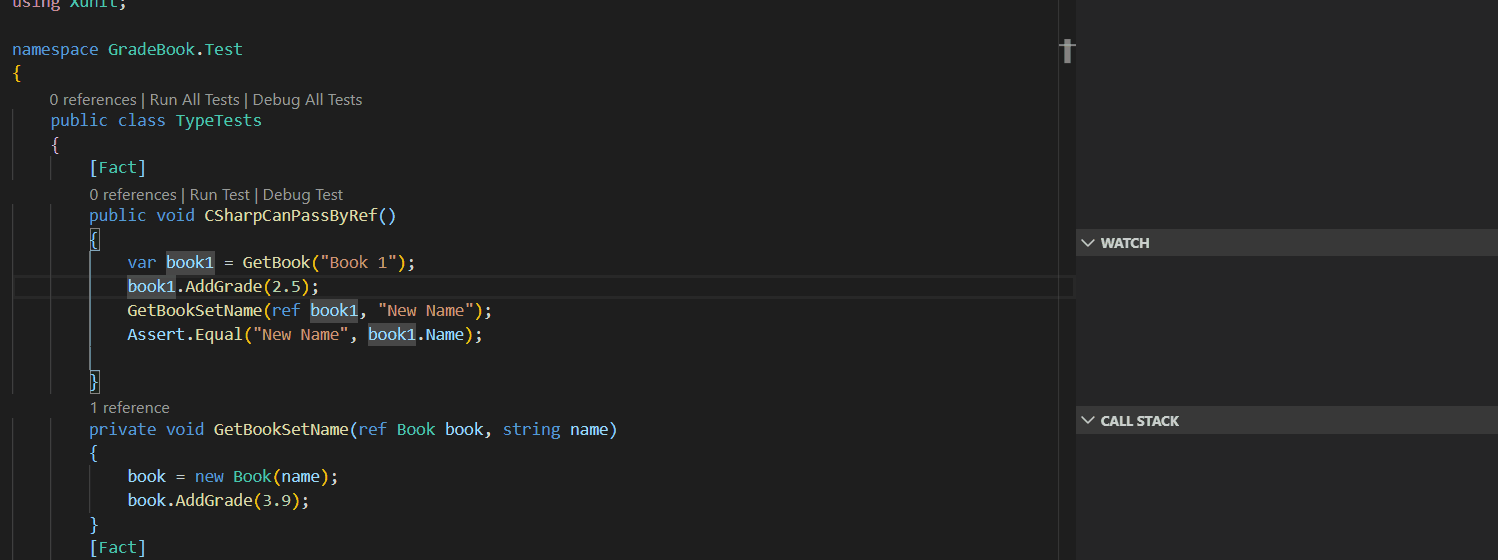 using Xunit;
namespace GradeBook.Test
{
0 references | Run All Tests | Debug All Tests
public class TypeTests
{
[Fact]
0 references | Run Test | Debug Test
public void CSharpCanPassByRef()
{
var book1 = GetBook("Book 1");
book1.AddGrade(2.5);
GetBookSetName(ref book1, "New Name");
Assert.Equal("New Name", book1.Name);
}
1 reference
private void GetBookSetName(ref Book book, string name)
{
book = new Book(name);
book.AddGrade(3.9);
}
[Fact]
WATCH
CALL STACK